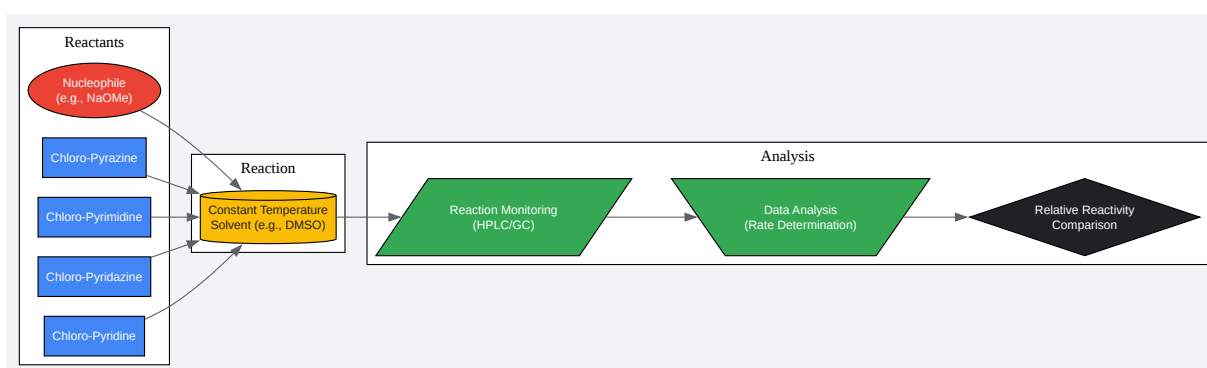 Reactants
Nucleophile
(e.g., NaOMe)
Chloro-Pyrazine
Chloro-Pyrimidine
Chloro-Pyridazine
Chloro-Pyridine
Reaction
Constant Temperature
Solvent (e.g., DMSO)
Analysis
Reaction Monitoring
(HPLC/GC)
Data Analysis
(Rate Determination)
Relative Reactivity
Comparison